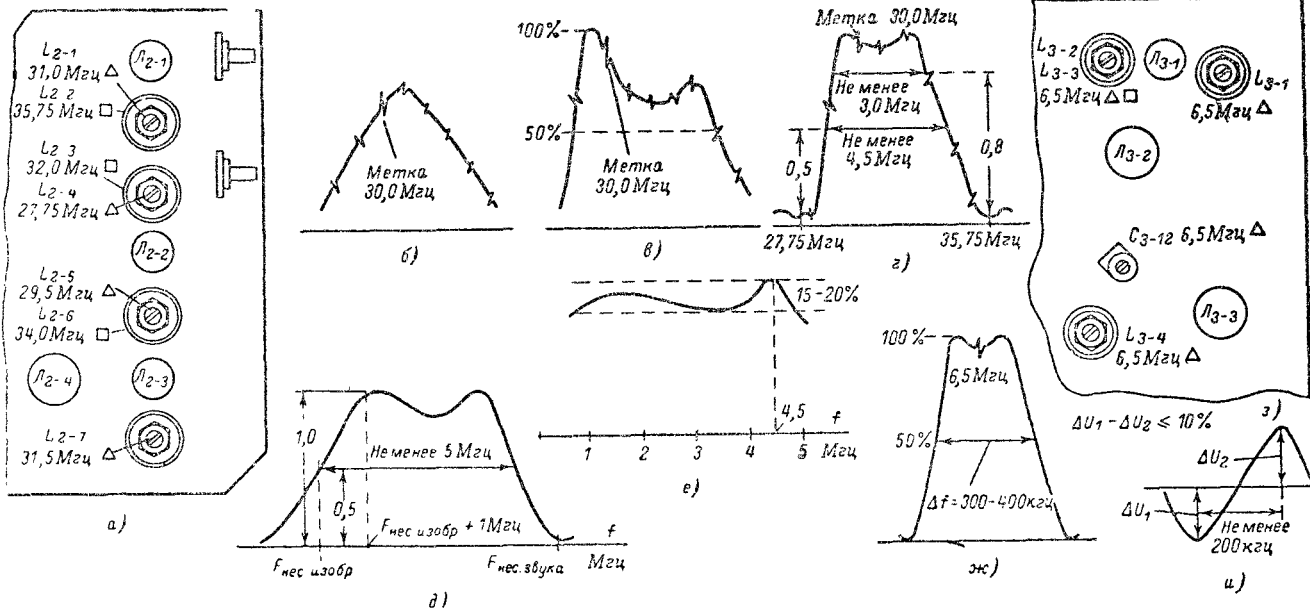 L₂₋₁
31,0 Мгц △
L₂₋₂
35,75 Мгц □
L₂₋₃
32,0 Мгц □
L₂₋₄
27,75 Мгц △
L₂₋₅
29,5 Мгц △
L₂₋₆
34,0 Мгц □
L₂₋₇
31,5 Мгц △
Л₂₋₁
Л₂₋₂
Л₂₋₄
Л₂₋₃
а)
Метка
30,0 Мгц
б)
100%
50%
Метка
30,0 Мгц
в)
Метка 30,0 Мгц
Не менее
3,0 Мгц
Не менее
4,5 Мгц
0,5
0,8
27,75 Мгц
35,75 Мгц
г)
1,0
Не менее 5 Мгц
0,5
Fнес изобр + 1 Мгц
f
Fнес изобр
Fнес. звука
Мгц
д)
15-20%
4,5
f
1 2 3 4 5 Мгц
е)
100%
6,5 Мгц
50%
Δf=300-400кгц
ж)
L₃₋₂
L₃₋₃
6,5 Мгц △ □
Л₃₋₁
L₃₋₁
6,5 Мгц △
Л₃₋₂
C₃₋₁₂ 6,5 Мгц △
Л₃₋₃
L₃₋₄
6,5 Мгц △
з)
ΔU₁ - ΔU₂ ≤ 10%
ΔU₂
ΔU₁
Не менее
200 кгц
и)